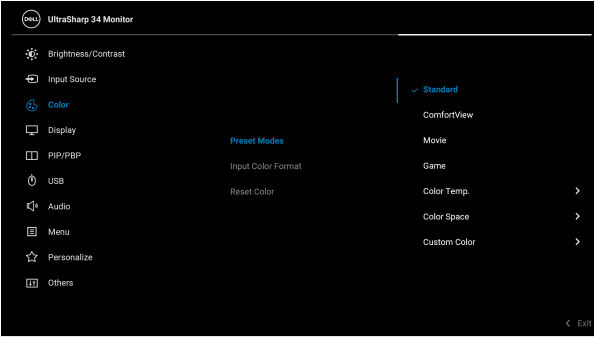 DELL UltraSharp 34 Monitor
Brightness/Contrast
Input Source
Color
Display
PIP/PBP
USB
Audio
Menu
Personalize
Others
Preset Modes
Input Color Format
Reset Color
Standard
ComfortView
Movie
Game
Color Temp.
Color Space
Custom Color
Exit